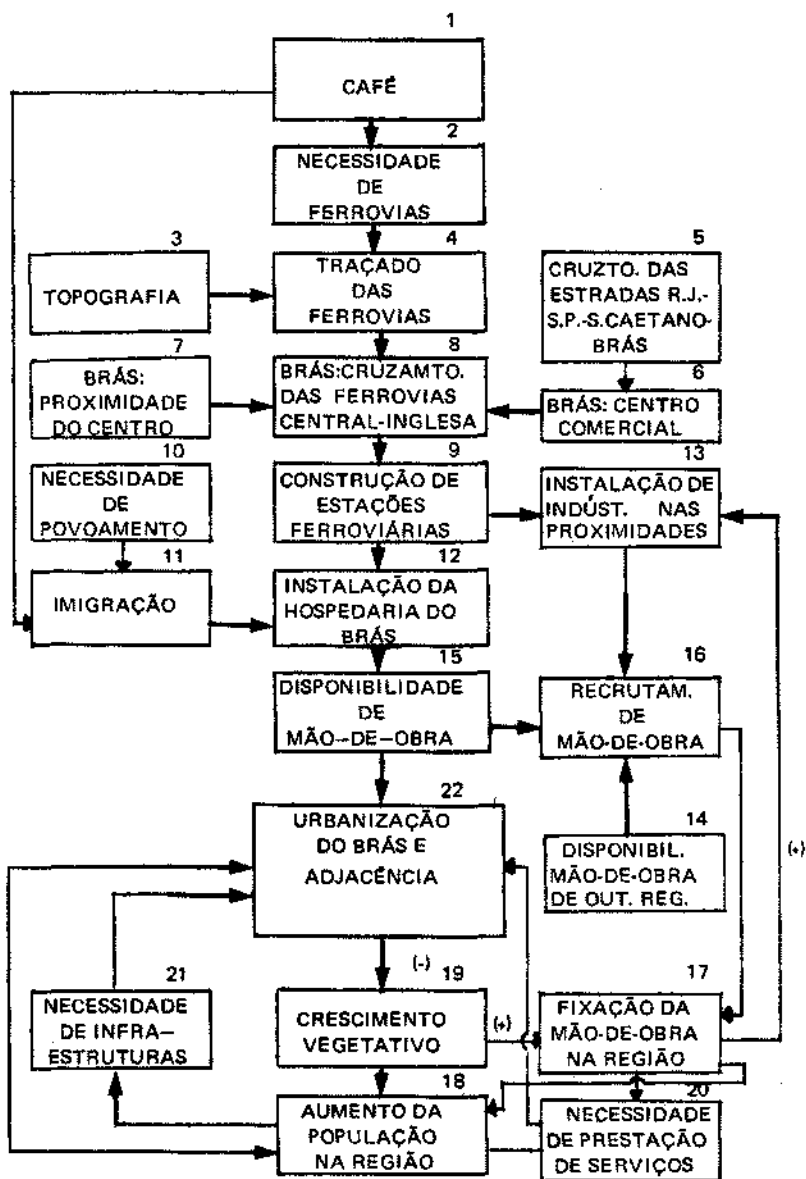 1
CAFÉ
2
NECESSIDADE
DE
FERROVIAS
3
TOPOGRAFIA
4
TRAÇADO
DAS
FERROVIAS
5
CRUZTO. DAS
ESTRADAS R.J.-
S.P.-S.CAETANO-
BRÁS
7
BRÁS:
PROXIMIDADE
DO CENTRO
8
BRÁS:CRUZAMTO.
DAS FERROVIAS
CENTRAL-INGLESA
6
BRÁS: CENTRO
COMERCIAL
10
NECESSIDADE
DE
POVOAMENTO
9
CONSTRUÇÃO DE
ESTAÇÕES
FERROVIÁRIAS
13
INSTALAÇÃO DE
INDÚST. NAS
PROXIMIDADES
11
IMIGRAÇÃO
12
INSTALAÇÃO DA
HOSPEDARIA DO
BRÁS
15
DISPONIBILIDADE
DE
MÃO-DE-OBRA
16
RECRUTAM.
DE
MÃO-DE-OBRA
22
URBANIZAÇÃO
DO BRÁS E
ADJACÊNCIA
14
DISPONIBIL.
MÃO-DE-OBRA
DE OUT. REG.
(+)
21
NECESSIDADE
DE INFRA-
ESTRUTURAS
(-)
19
CRESCIMENTO
VEGETATIVO
(+)
17
FIXAÇÃO DA
MÃO-DE-OBRA
NA REGIÃO
18
AUMENTO DA
POPULAÇÃO
NA REGIÃO
20
NECESSIDADE
DE PRESTAÇÃO
DE SERVIÇOS